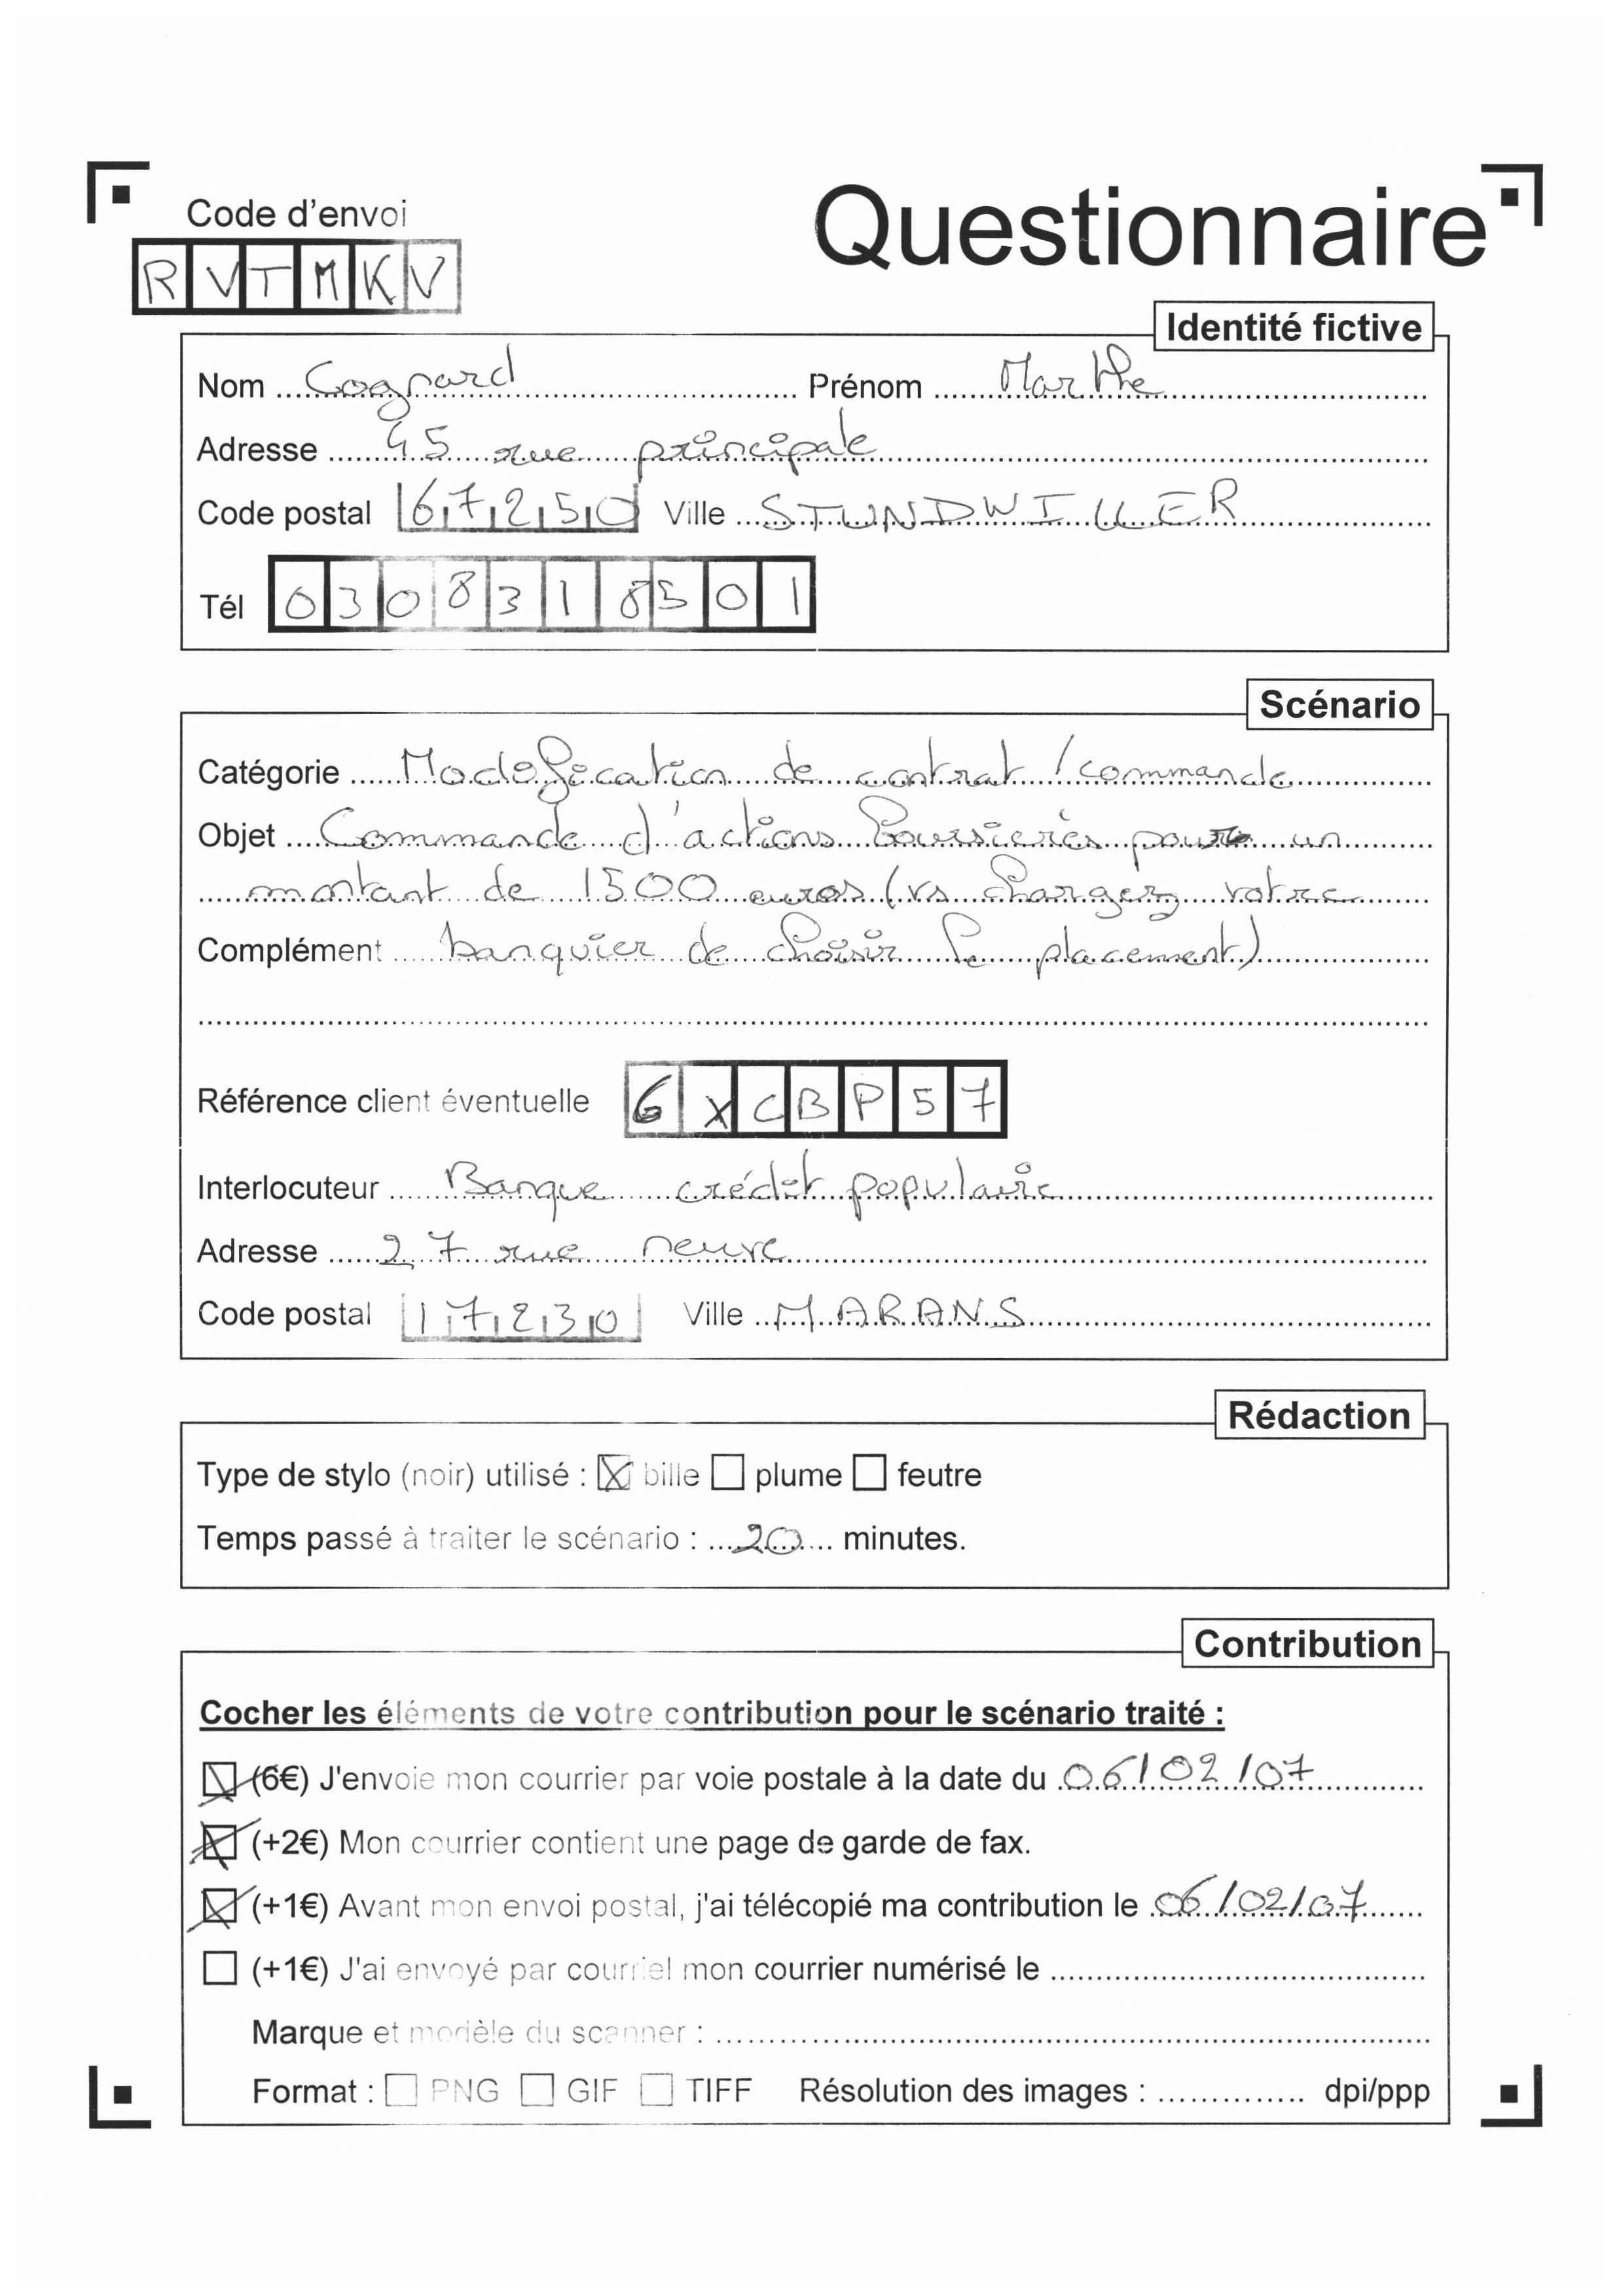 Code d'envoi
Questionnaire
RVTMKV
Identité fictive
Nom Cognard Prénom Marthe
Adresse 45 rue principale
Code postal 67250 Ville STUNDWILLER
Tél 0308318501
Scénario
Catégorie Modification de contrat / commande
Objet Commande d'actions boursières pour un
montant de 1500 euros (vs chargez votre
Complément banquier de choisir le placement)
Référence client éventuelle 6XCBP57
Interlocuteur Banque crédit populaire
Adresse 27 rue neuve
Code postal 17230 Ville MARANS
Rédaction
Type de stylo (noir) utilisé : bille plume feutre
Temps passé à traiter le scénario : 20 minutes.
Contribution
Cocher les éléments de votre contribution pour le scénario traité :
(6€) J'envoie mon courrier par voie postale à la date du 06/02/07
(+2€) Mon courrier contient une page de garde de fax.
(+1€) Avant mon envoi postal, j'ai télécopié ma contribution le 06/02/07
(+1€) J'ai envoyé par courriel mon courrier numérisé le
Marque et modèle du scanner :
Format : PNG GIF TIFF Résolution des images : dpi/ppp